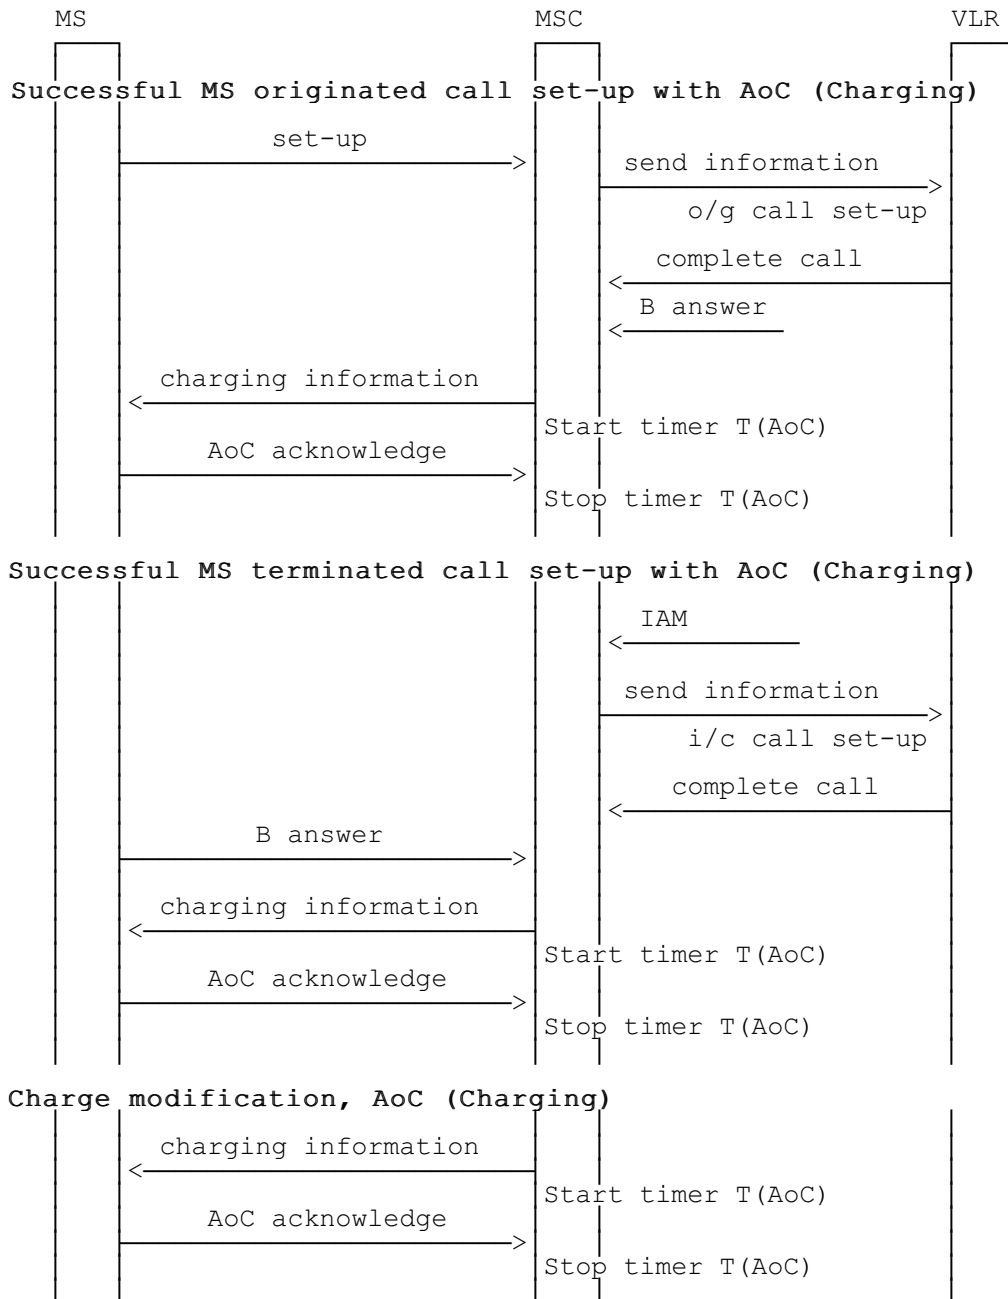 MS MSC VLR
Successful MS originated call set-up with AoC (Charging)
set-up
send information
o/g call set-up
complete call
B answer
charging information
Start timer T(AoC)
AoC acknowledge
Stop timer T(AoC)
Successful MS terminated call set-up with AoC (Charging)
IAM
send information
i/c call set-up
complete call
B answer
charging information
Start timer T(AoC)
AoC acknowledge
Stop timer T(AoC)
Charge modification, AoC (Charging)
charging information
Start timer T(AoC)
AoC acknowledge
Stop timer T(AoC)